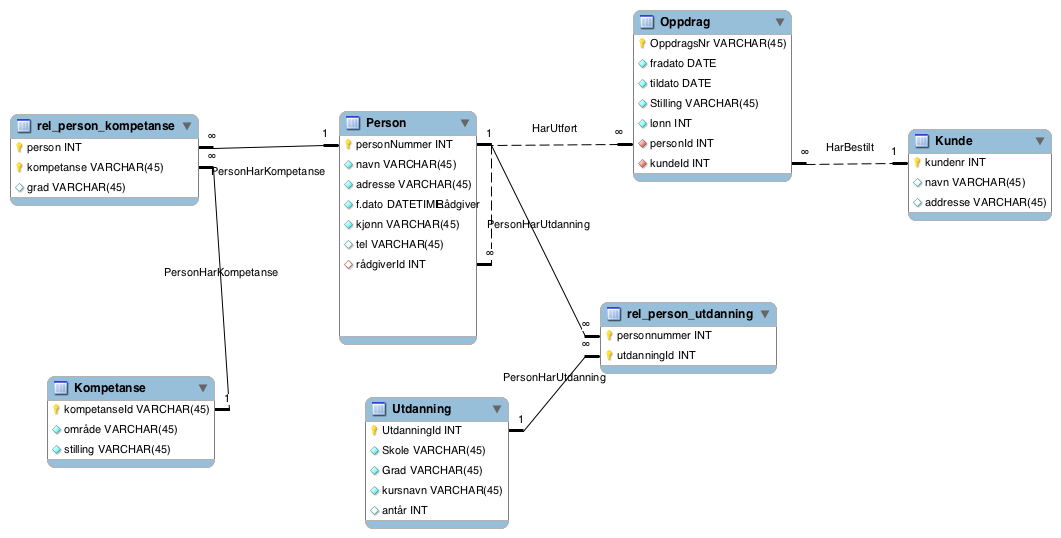 Oppdrag
OppdragsNr VARCHAR(45)
fradato DATE
tildato DATE
Stilling VARCHAR(45)
lønn INT
personId INT
kundeId INT
rel_person_kompetanse
person INT
kompetanse VARCHAR(45)
grad VARCHAR(45)
∞
∞
1
PersonHarKompetanse
Person
personNummer INT
navn VARCHAR(45)
adresse VARCHAR(45)
f.dato DATETIME
kjønn VARCHAR(45)
tel VARCHAR(45)
rådgiverId INT
Rådgiver
1
∞
HarUtført
∞
PersonHarUtdanning
∞
HarBestilt
1
Kunde
kundenr INT
navn VARCHAR(45)
addresse VARCHAR(45)
PersonHarKompetanse
1
rel_person_utdanning
personnummer INT
utdanningId INT
∞
∞
PersonHarUtdanning
1
Kompetanse
kompetanseId VARCHAR(45)
område VARCHAR(45)
stilling VARCHAR(45)
Utdanning
UtdanningId INT
Skole VARCHAR(45)
Grad VARCHAR(45)
kursnavn VARCHAR(45)
antår INT